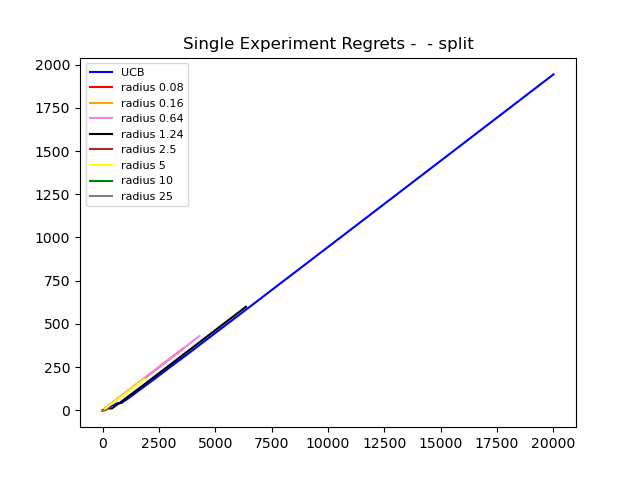 Single Experiment Regrets -  - split
2000
1750
1500
1250
1000
750
500
250
0
UCB
radius 0.08
radius 0.16
radius 0.64
radius 1.24
radius 2.5
radius 5
radius 10
radius 25
0 2500 5000 7500 10000 12500 15000 17500 20000